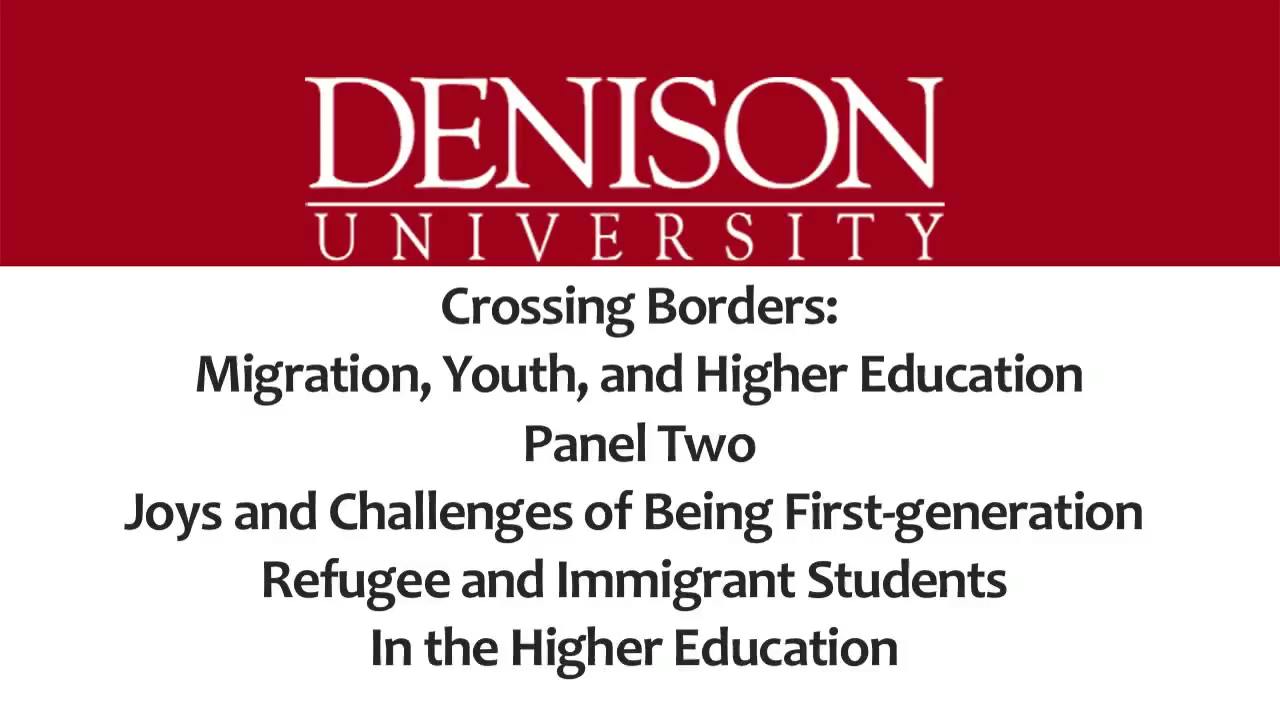 DENISON
UNIVERSITY
Crossing Borders:
Migration, Youth, and Higher Education
Panel Two
Joys and Challenges of Being First-generation
Refugee and Immigrant Students
In the Higher Education